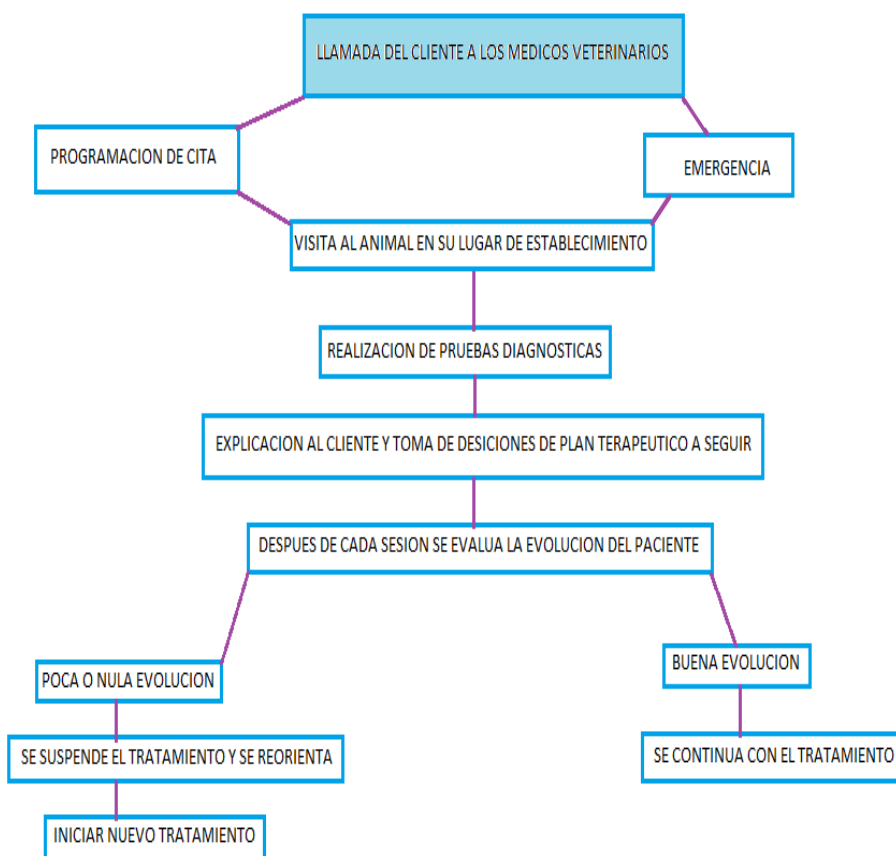 LLAMADA DEL CLIENTE A LOS MEDICOS VETERINARIOS
PROGRAMACION DE CITA
EMERGENCIA
VISITA AL ANIMAL EN SU LUGAR DE ESTABLECIMIENTO
REALIZACION DE PRUEBAS DIAGNOSTICAS
EXPLICACION AL CLIENTE Y TOMA DE DESICIONES DE PLAN TERAPEUTICO A SEGUIR
DESPUES DE CADA SESION SE EVALUA LA EVOLUCION DEL PACIENTE
POCA O NULA EVOLUCION
BUENA EVOLUCION
SE SUSPENDE EL TRATAMIENTO Y SE REORIENTA
SE CONTINUA CON EL TRATAMIENTO
INICIAR NUEVO TRATAMIENTO